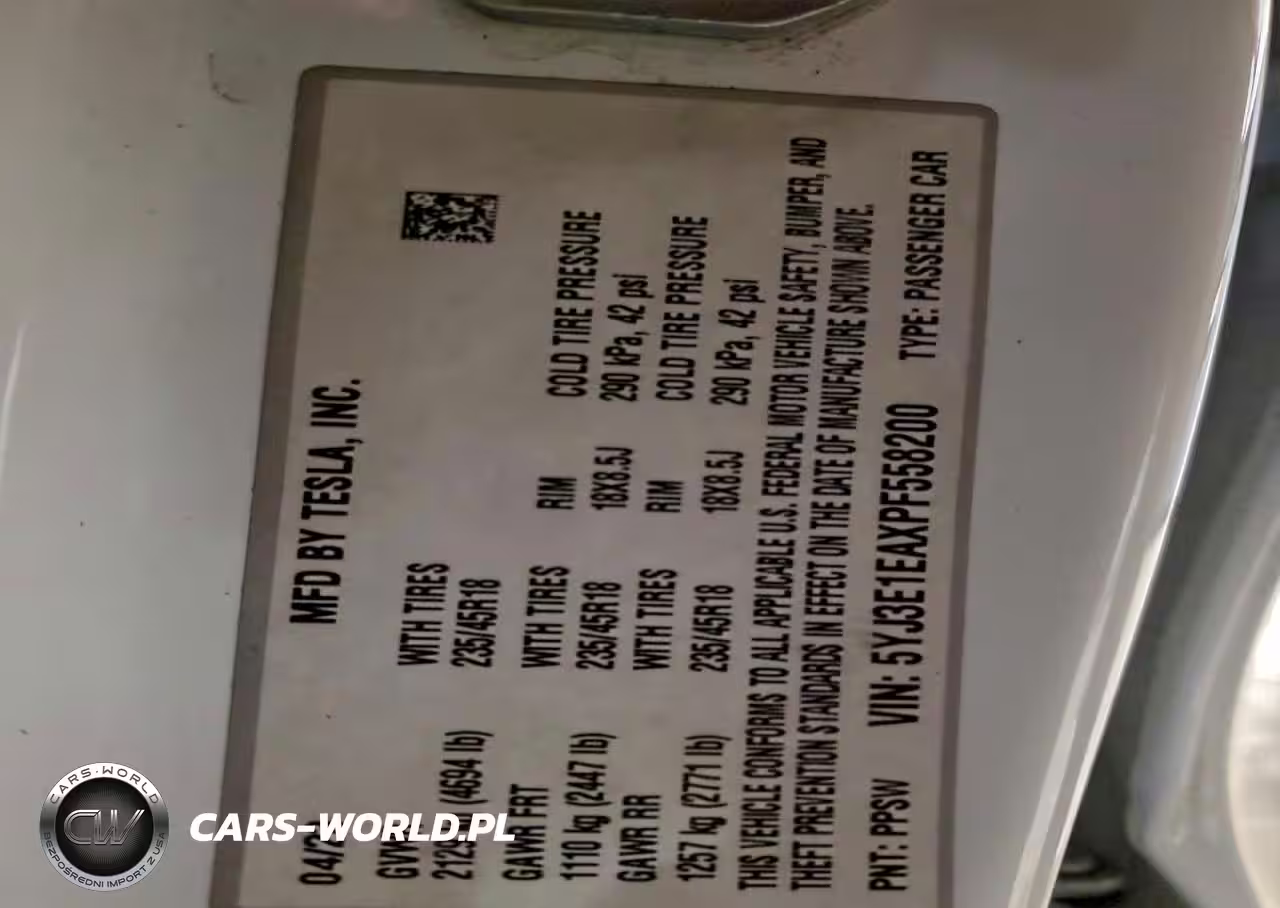 MFD BY TESLA, INC.
GVWR
WITH TIRES
(4694 lb)
235/45R18
GAWR FRT
WITH TIRES
RIM
COLD TIRE PRESSURE
1110 kg (2447 lb)
235/45R18
18X8.5J
290 kPa, 42 psi
GAWR RR
WITH TIRES
RIM
COLD TIRE PRESSURE
1257 kg (2771 lb)
235/45R18
18X8.5J
290 kPa, 42 psi
THIS VEHICLE CONFORMS TO ALL APPLICABLE U.S. FEDERAL MOTOR VEHICLE SAFETY, BUMPER, AND
THEFT PREVENTION STANDARDS IN EFFECT ON THE DATE OF MANUFACTURE SHOWN ABOVE.
PNT: PPSW
VIN: 5YJ3E1EAXPF558200
TYPE: PASSENGER CAR
CARS-WORLD
CW
BEZPOŚREDNI IMPORT Z USA
CARS-WORLD.PL